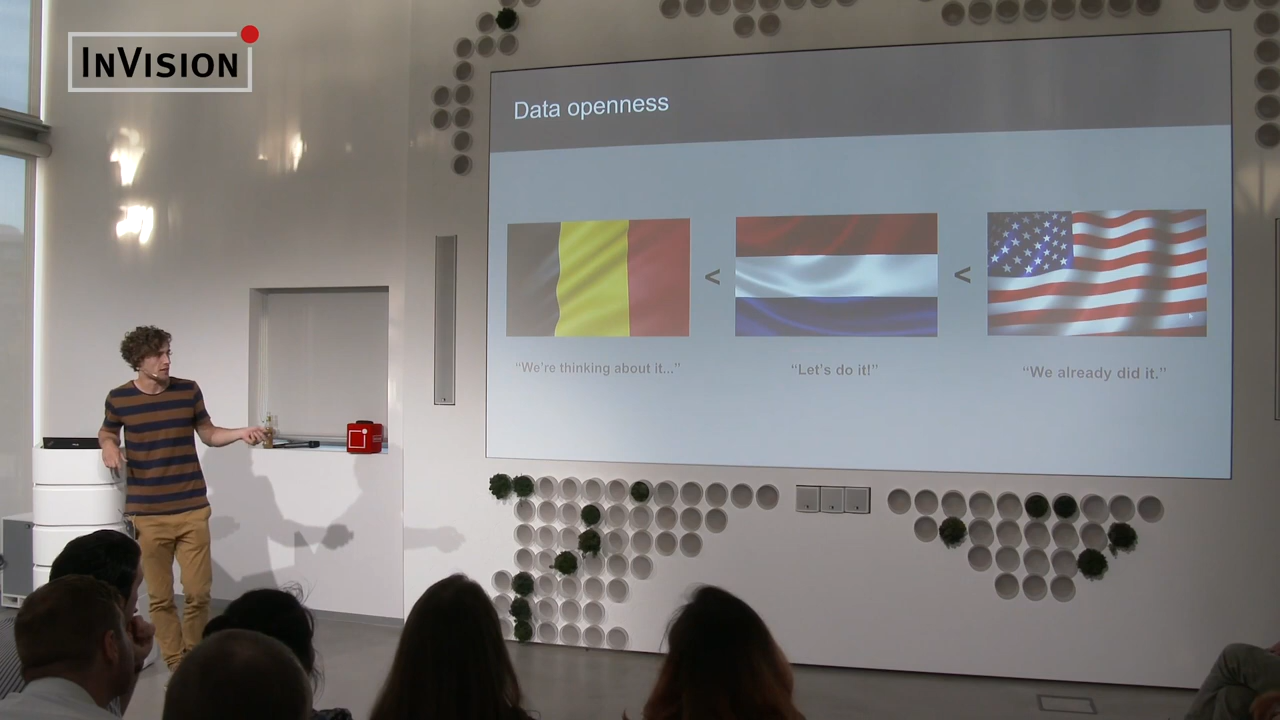 INVISION
Data openness
< <
“We're thinking about it...” “Let's do it!” “We already did it.”